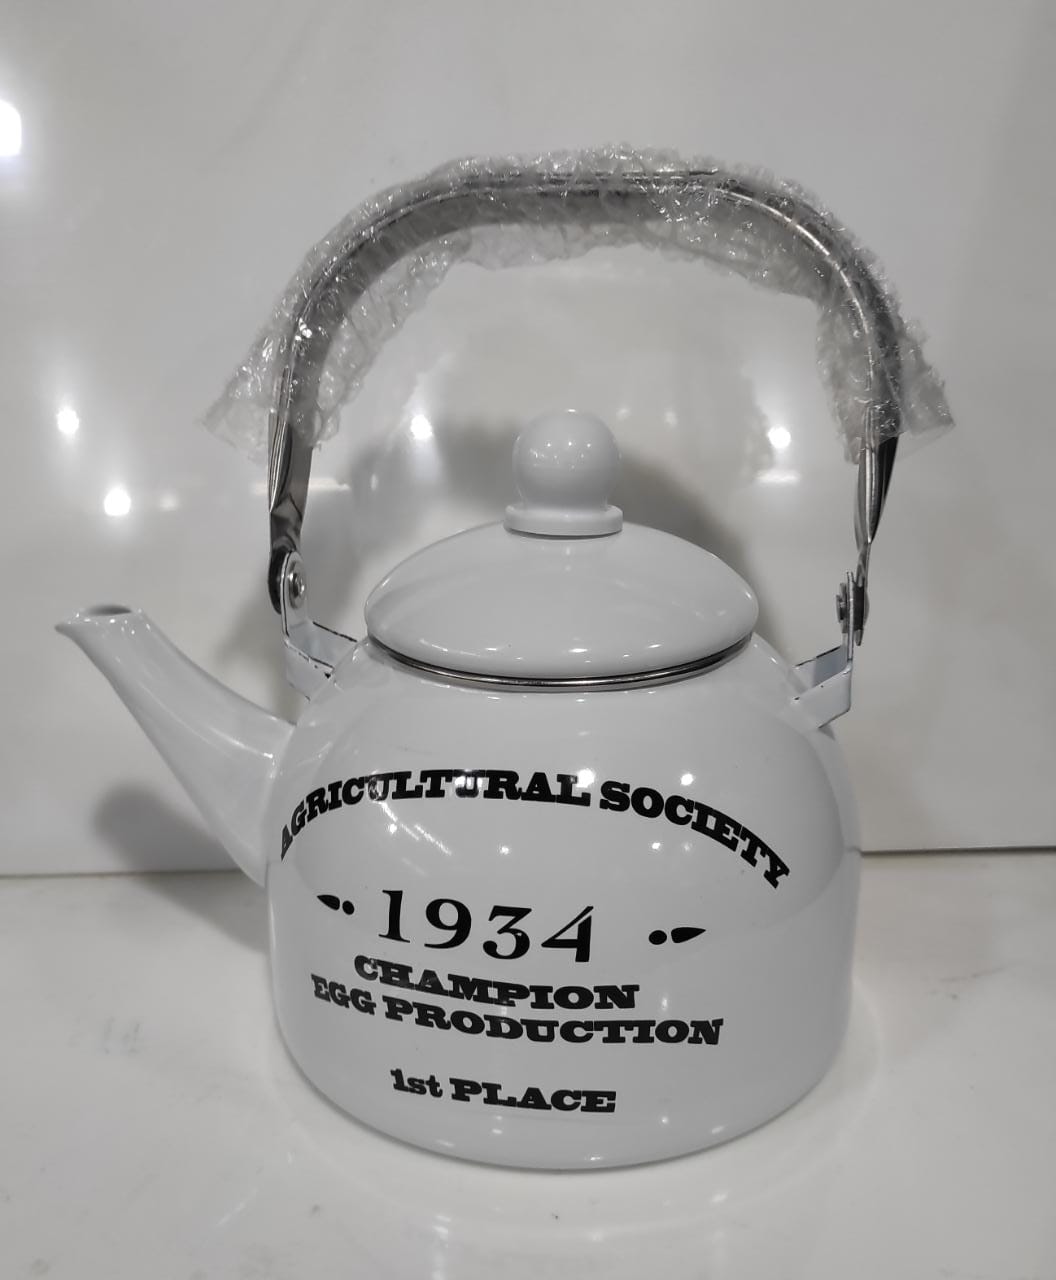 AGRICULTURAL SOCIETY
1934
CHAMPION
EGG PRODUCTION
1st PLACE